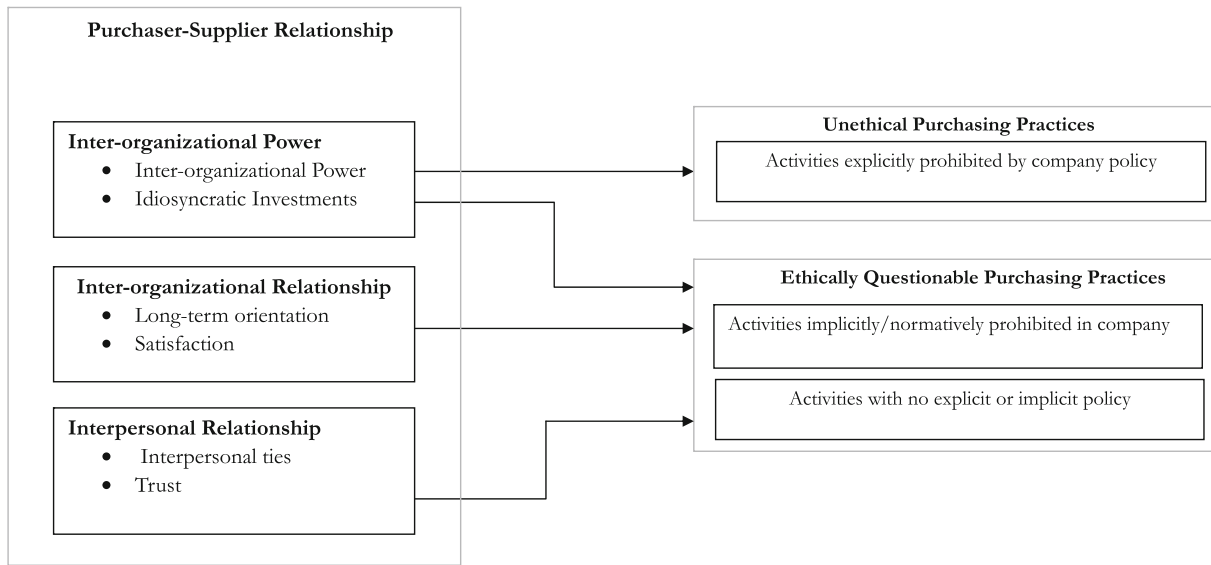 Purchaser-Supplier Relationship
Inter-organizational Power
• Inter-organizational Power
• Idiosyncratic Investments
Inter-organizational Relationship
• Long-term orientation
• Satisfaction
Interpersonal Relationship
• Interpersonal ties
• Trust
Unethical Purchasing Practices
Activities explicitly prohibited by company policy
Ethically Questionable Purchasing Practices
Activities implicitly/normatively prohibited in company
Activities with no explicit or implicit policy